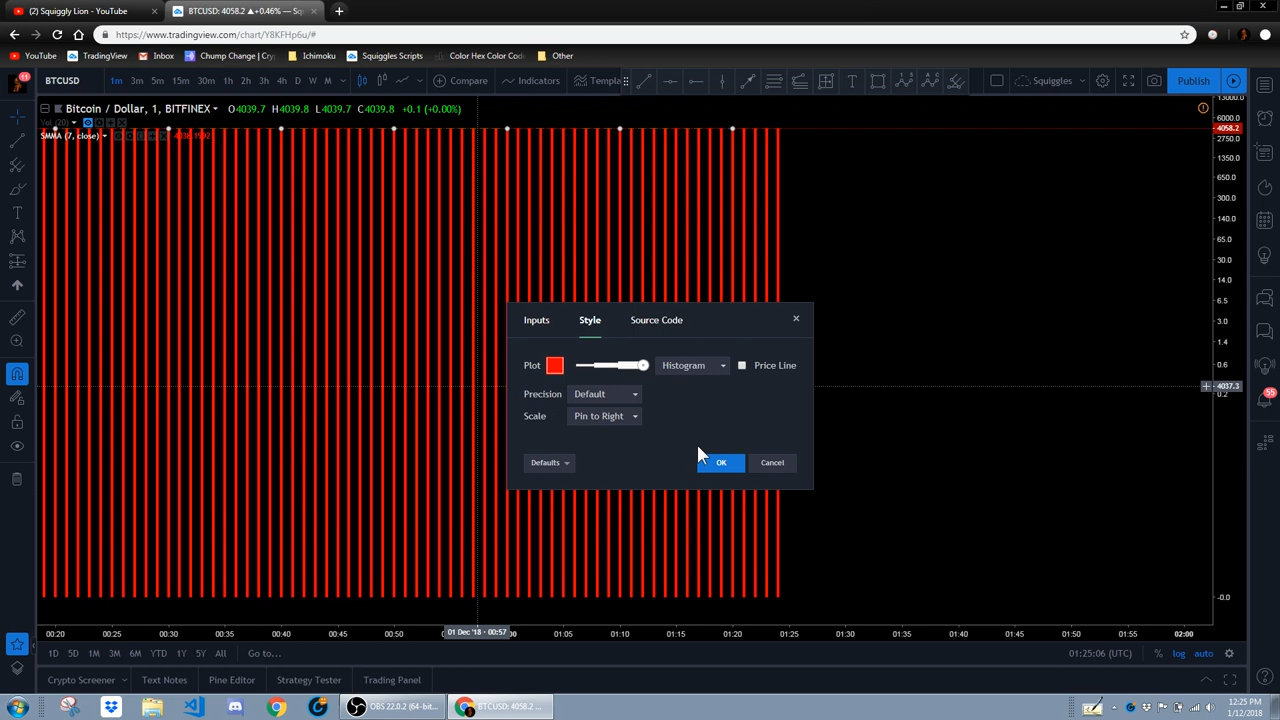 (2) Squiggly Lion - YouTube
BTCUSD: 4058.2 ▲+0.46% — Sq
https://www.tradingview.com/chart/Y8KFHp6u/#
YouTube
TradingView
Inbox
Chump Change | Cry
Ichimoku
Squiggles Scripts
Color Hex Color Cod
Other
11
BTCUSD
1m 3m 5m 15m 30m 1h 2h 3h 4h D W M
Compare
Indicators
Templa
Squiggles
Publish
Bitcoin / Dollar, 1, BITFINEX
O4039.7 H4039.8 L4039.7 C4039.8 +0.1 (+0.00%)
Vol (20)
SMMA (7, close)
13000.0
6000.0
4058.2
2750.0
1350.0
650.0
300.0
140.0
65.0
30.0
14.0
6.5
3.0
1.4
0.6
4037.3
0.2
-0.0
55
Inputs
Style
Source Code
Plot
Histogram
Price Line
Precision
Default
Scale
Pin to Right
Defaults
OK
Cancel
00:20 00:25 00:30 00:35 00:40 00:45 00:50 01 Dec '18 - 00:57 01:05 01:10 01:15 01:20 01:25 01:30 01:35 01:40 01:45 01:50 01:55 02:00
1D 5D 1M 3M 6M YTD 1Y 5Y All
Go to...
01:25:06 (UTC)
% log auto
Crypto Screener
Text Notes
Pine Editor
Strategy Tester
Trading Panel
OBS 22.0.2 (64-bit...
BTCUSD: 4058.2 ...
12:25 PM
1/12/2018